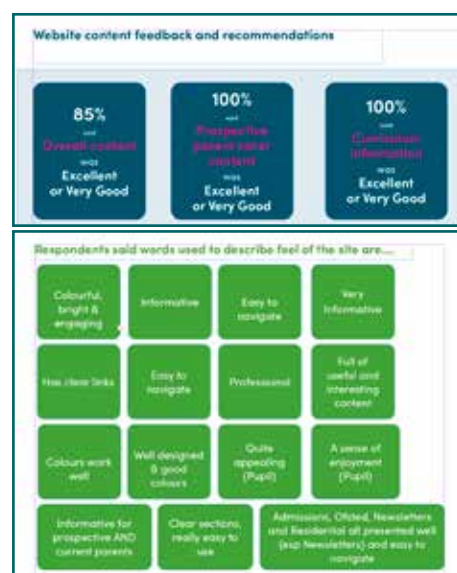 Website content feedback and recommendations
85%
said
Overall content
was
Excellent
or Very Good
100%
said
Prospective
parent
content
was
Excellent
or Very Good
100%
said
Curriculum
information
was
Excellent
or Very Good
Respondents said words used to describe feel of the site are....
Colourful,
bright &
engaging
Informative
Easy to
navigate
Very
Informative
Has clear links
Easy to
navigate
Professional
Full of
useful and
interesting
content
Colours work
well
Well designed
& good
colours
Quite
appealing
(Pupil)
A sense of
enjoyment
(Pupil)
Informative for
prospective AND
current parents
Clear sections,
really easy to
use
Admissions, Ofsted, Newsletters
and Residential all presented well
(esp Newsletters) and easy to
navigate